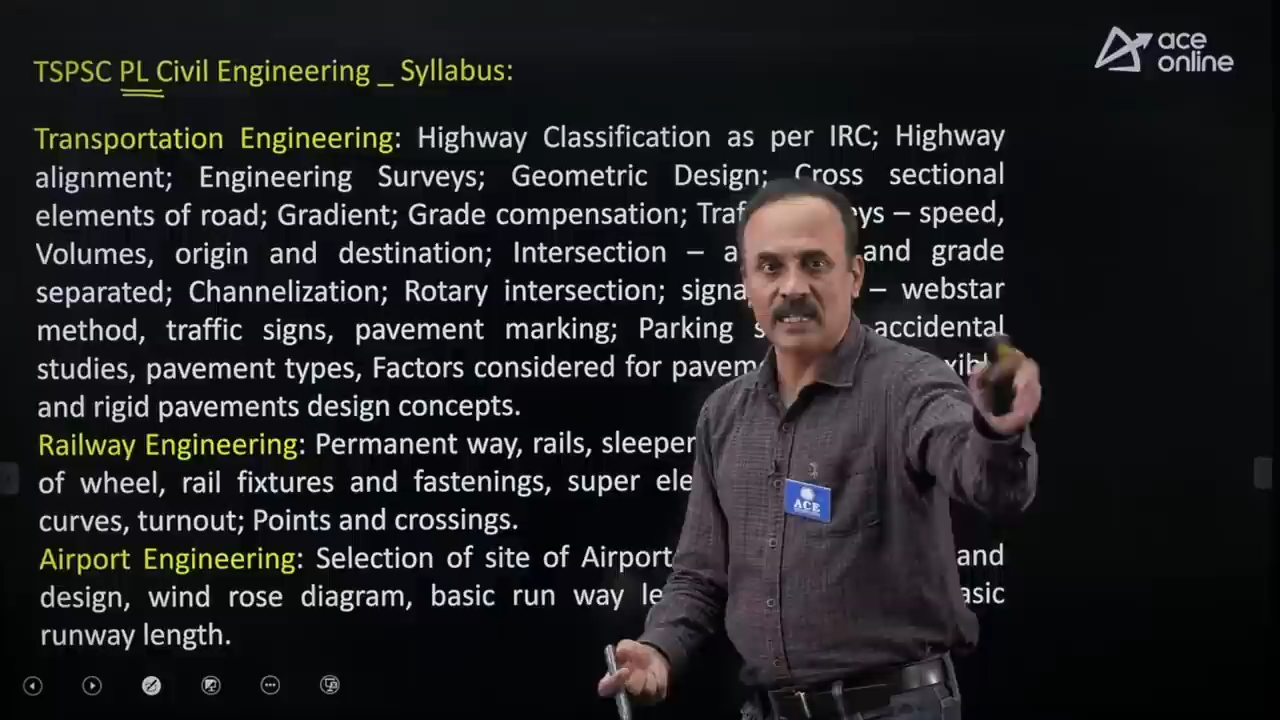 ace
online
TSPSC PL Civil Engineering _ Syllabus:
Transportation Engineering: Highway Classification as per IRC; Highway
alignment; Engineering Surveys; Geometric Design; Cross sectional
elements of road; Gradient; Grade compensation; – speed,
Volumes, origin and destination; Intersection – and grade
separated; Channelization; Rotary intersection; – webstar
method, traffic signs, pavement marking; Parking accidental
studies, pavement types, Factors considered for
and rigid pavements design concepts.
Railway Engineering: Permanent way, rails,
of wheel, rail fixtures and fastenings, super
curves, turnout; Points and crossings.
Airport Engineering: Selection of site of and
design, wind rose diagram, basic run way
runway length.
ACE